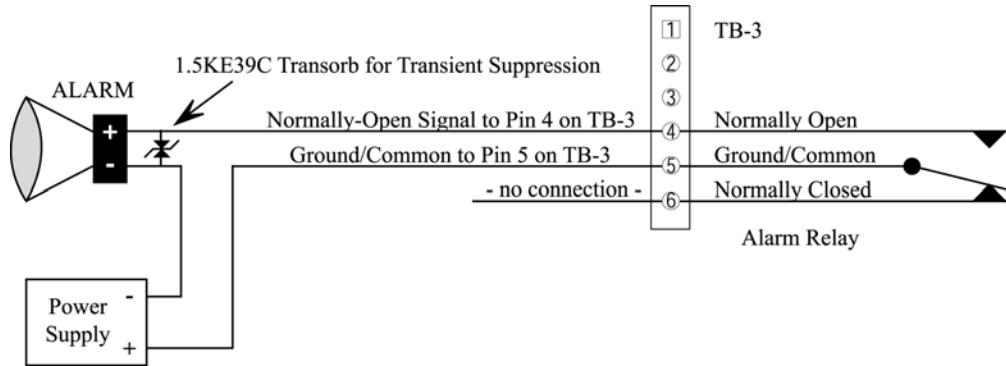 1 TB-3
1.5KE39C Transorb for Transient Suppression
2
ALARM
3
+ Normally-Open Signal to Pin 4 on TB-3 4 Normally Open
- Ground/Common to Pin 5 on TB-3 5 Ground/Common
- no connection - 6 Normally Closed
Alarm Relay
Power -
Supply +